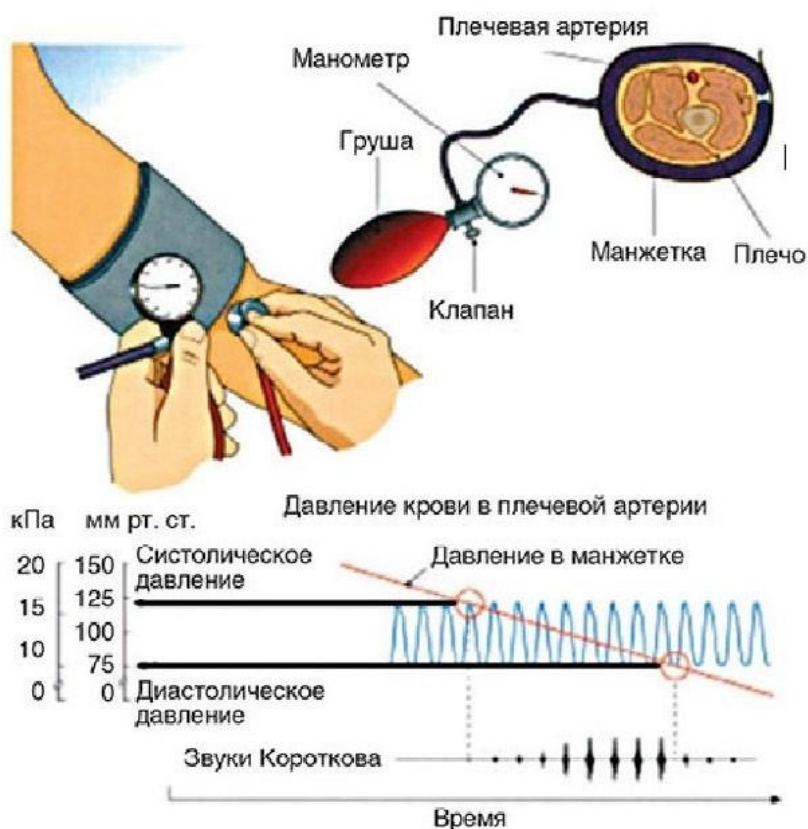 Плечевая артерия
Манометр
Груша
Манжетка
Плечо
Клапан
Давление крови в плечевой артерии
кПа
мм рт. ст.
20
15
10
0
150
125
100
75
0
Систолическое
давление
Давление в манжетке
Диастолическое
давление
Звуки Короткова
Время